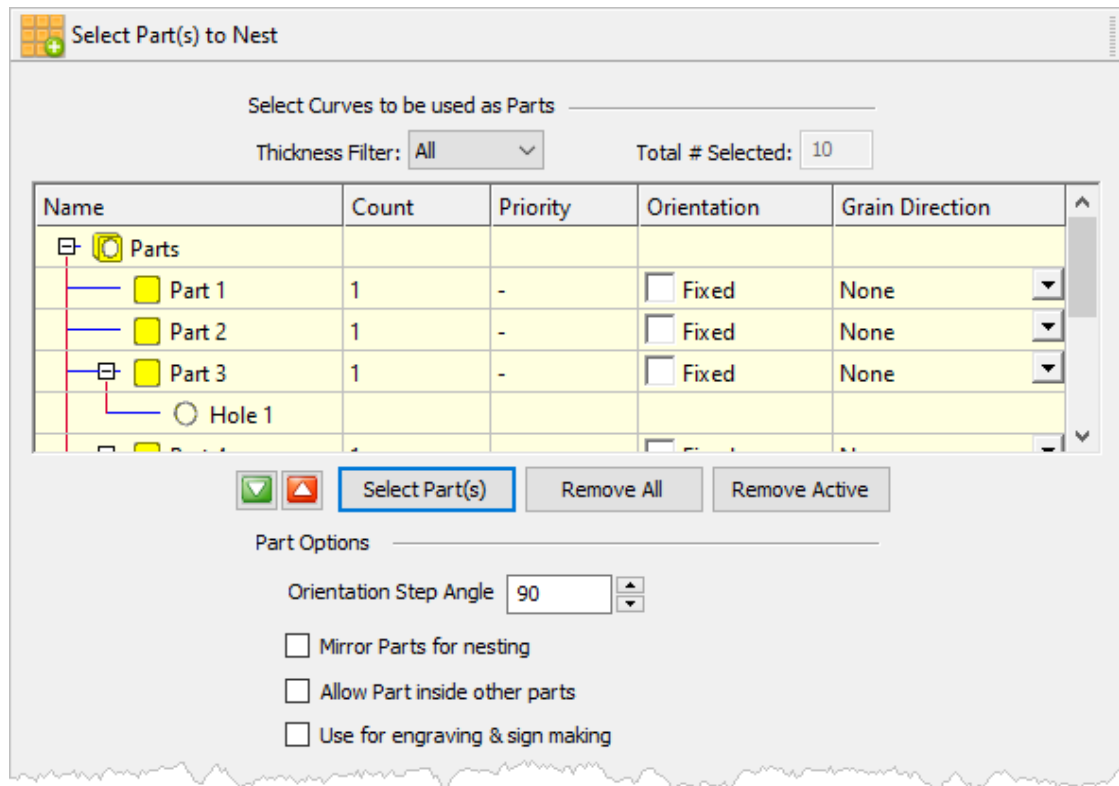 Select Part(s) to Nest
Select Curves to be used as Parts
Thickness Filter: All Total # Selected: 10
Name Count Priority Orientation Grain Direction
Parts
Part 1 1 - Fixed None
Part 2 1 - Fixed None
Part 3 1 - Fixed None
Hole 1
Select Part(s) Remove All Remove Active
Part Options
Orientation Step Angle 90
Mirror Parts for nesting
Allow Part inside other parts
Use for engraving & sign making